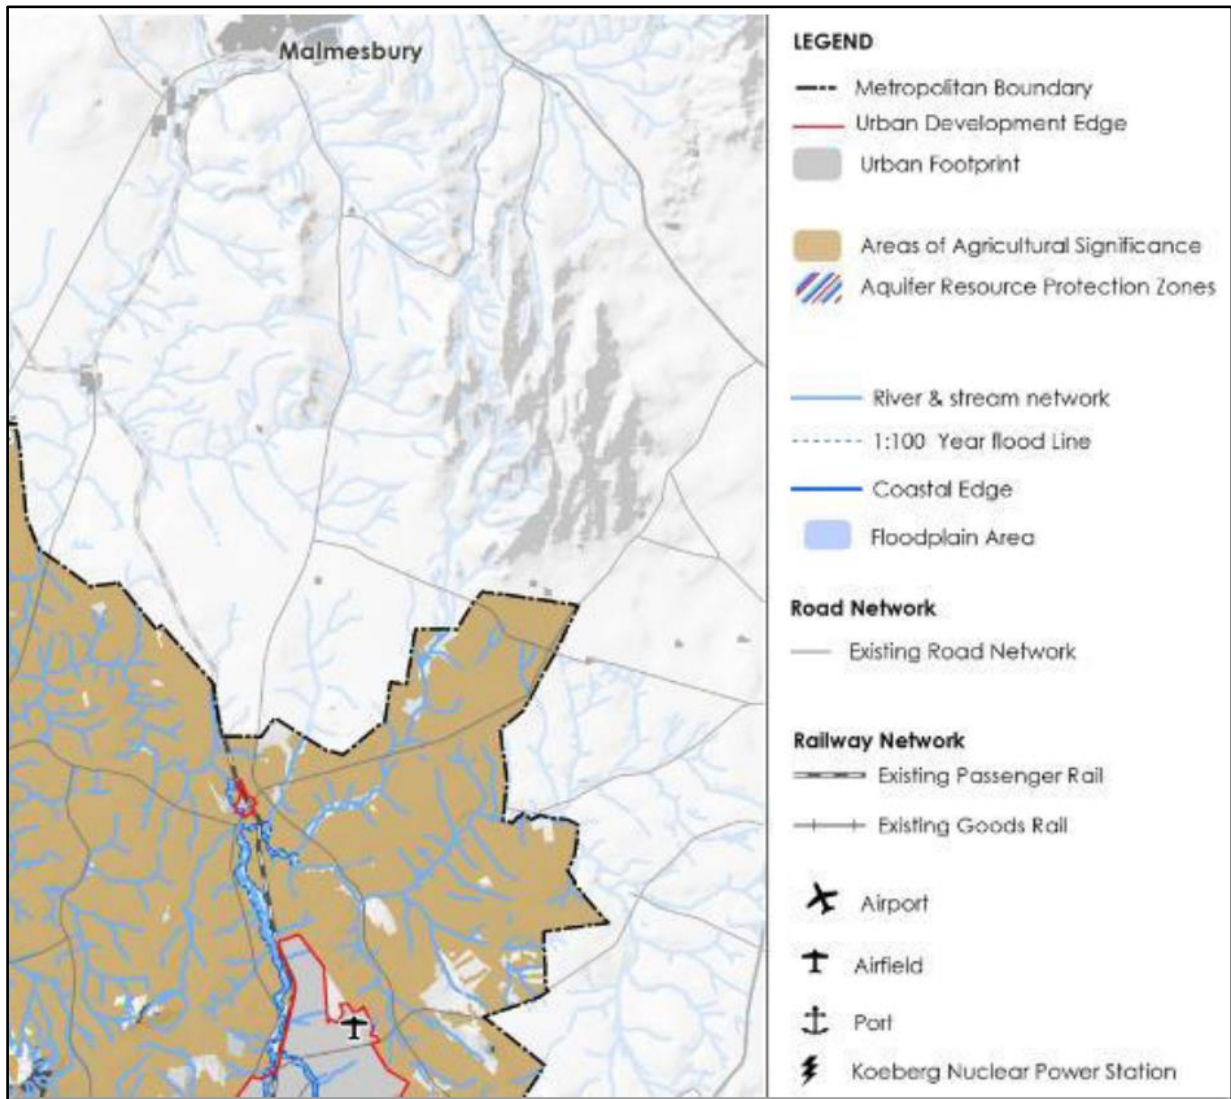 Malmesbury
LEGEND
Metropolitan Boundary
Urban Development Edge
Urban Footprint
Areas of Agricultural Significance
Aquifer Resource Protection Zones
River & stream network
1:100 Year flood Line
Coastal Edge
Floodplain Area
Road Network
Existing Road Network
Railway Network
Existing Passenger Rail
Existing Goods Rail
Airport
Airfield
Port
Koeberg Nuclear Power Station